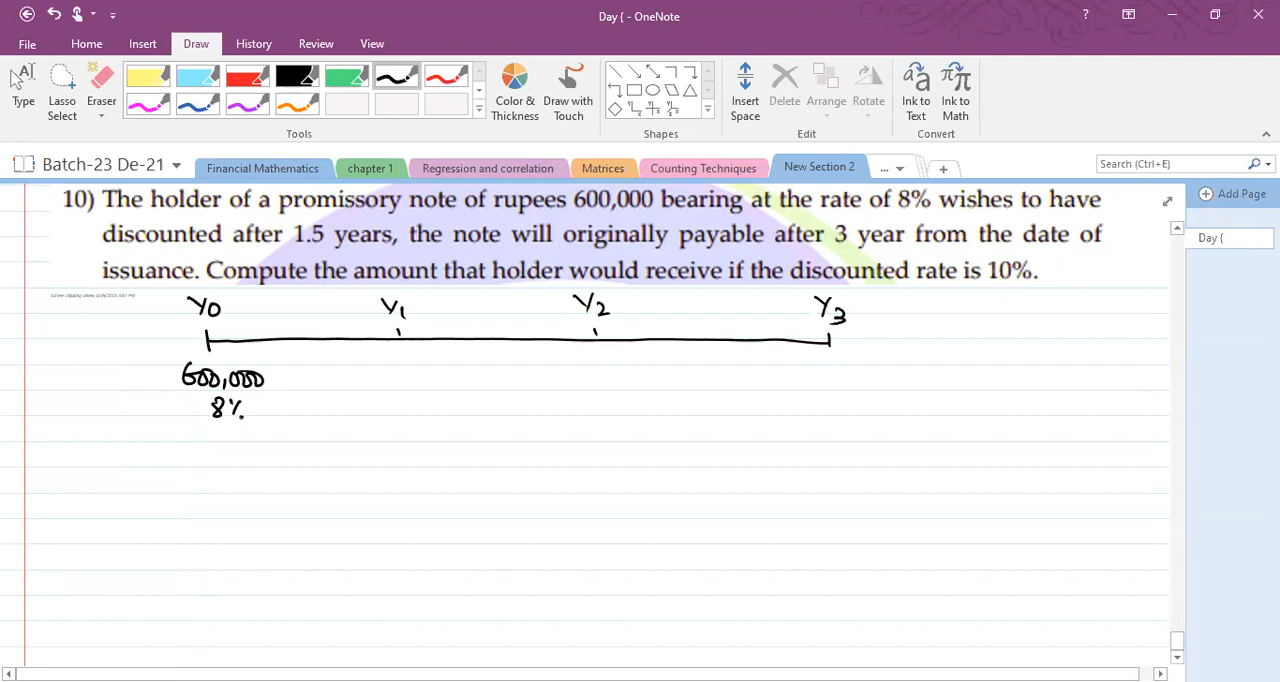 Day { - OneNote
?
File Home Insert Draw History Review View
Type
Lasso Select
Eraser
Color & Thickness
Draw with Touch
Insert Space
Delete
Arrange
Rotate
Ink to Text
Ink to Math
Tools
Shapes
Edit
Convert
Batch-23 De-21
Financial Mathematics
chapter 1
Regression and correlation
Matrices
Counting Techniques
New Section 2
...
Search (Ctrl+E)
Add Page
Day {
10) The holder of a promissory note of rupees 600,000 bearing at the rate of 8% wishes to have
discounted after 1.5 years, the note will originally payable after 3 year from the date of
issuance. Compute the amount that holder would receive if the discounted rate is 10%.
Y0 Y1 Y2 Y3
600,000
8%